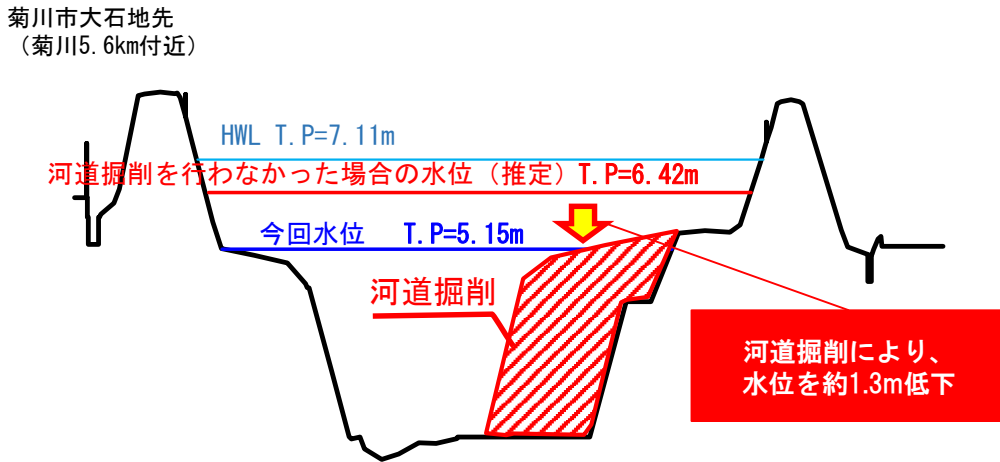 菊川市大石地先
（菊川5.6km付近）
HWL T.P=7.11m
河道掘削を行わなかった場合の水位（推定）T.P=6.42m
今回水位 T.P=5.15m
河道掘削
河道掘削により、
水位を約1.3m低下